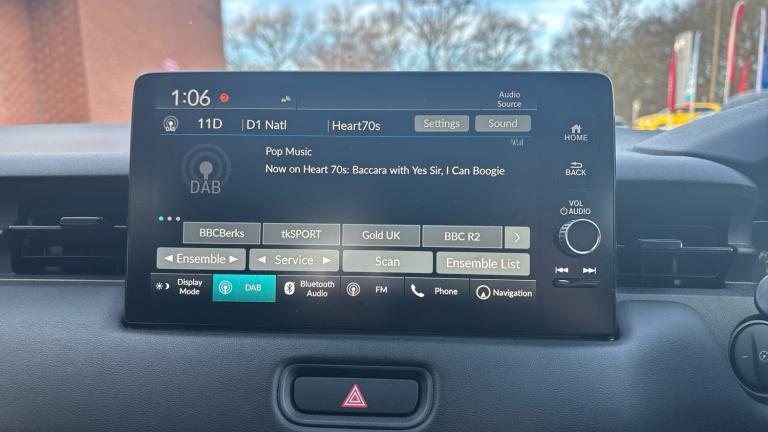 1:06 2 Audio Source
DAB 11D D1 Natl Heart70s Settings Sound
Pop Music
Now on Heart 70s: Baccara with Yes Sir, I Can Boogie
DAB
HOME
BACK
VOL
AUDIO
BBCBerks tkSPORT Gold UK BBC R2 >
◄ Ensemble ► ◄ Service ► Scan Ensemble List
Display Mode DAB Bluetooth Audio FM Phone Navigation